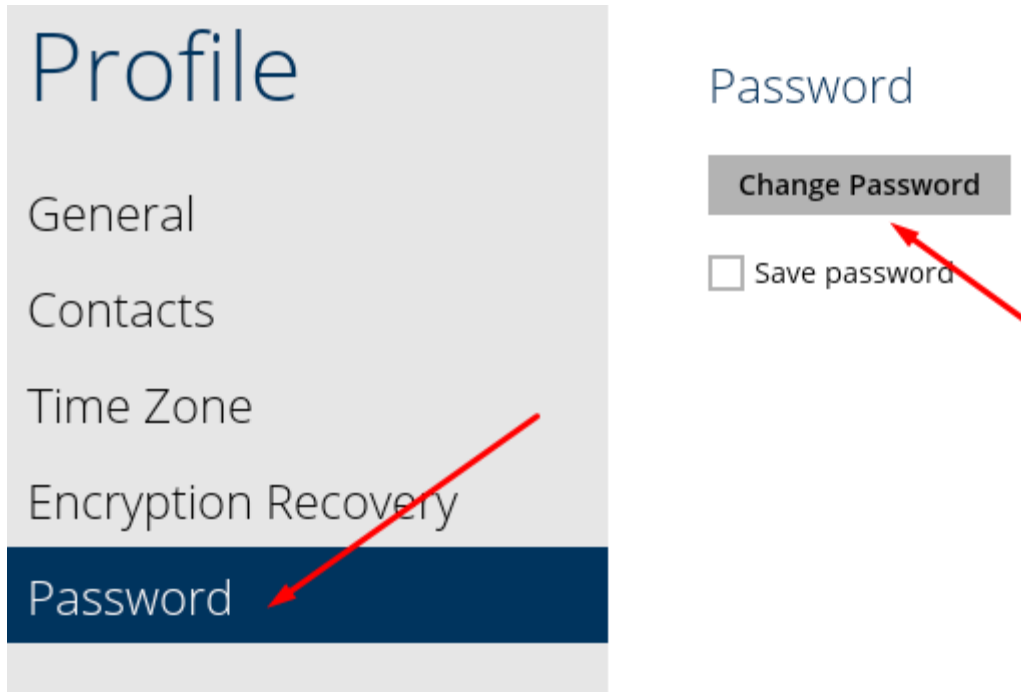 Profile
General
Contacts
Time Zone
Encryption Recovery
Password
Password
Change Password
Save password